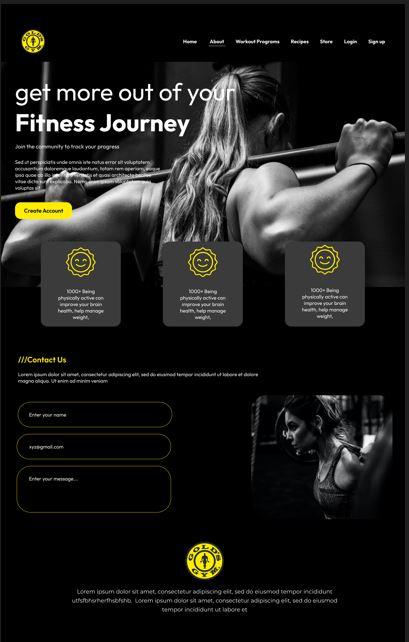 GOLD'S GYM
Home About Workout Programs Recipes Store Login Sign up
get more out of your
Fitness Journey
Join the community to track your progress
Sed ut perspiciatis unde omnis iste natus error sit voluptatem
accusantium doloremque laudantium, totam rem aperiam, eaque
ipsa quae ab illo inventore veritatis et quasi architecto beatae
vitae dicta sunt explicabo. Nemo enim ipsam voluptatem quia
voluptas sit
Create Account
1000+ Being
physically active can
improve your brain
health, help manage
weight,
1000+ Being
physically active can
improve your brain
health, help manage
weight,
1000+ Being
physically active can
improve your brain
health, help manage
weight,
///Contact Us
Lorem ipsum dolor sit amet, consectetur adipiscing elit, sed do eiusmod tempor incididunt ut labore et dolore
magna aliqua. Ut enim ad minim veniam
Enter your name
xyz@gmail.com
Enter your message...
GOLD'S GYM
Lorem ipsum dolor sit amet, consectetur adipiscing elit, sed do eiusmod tempor incididunt
utfsfbhsrherfhsbfshb. Lorem ipsum dolor sit amet, consectetur adipiscing elit, sed do eiusmod
tempor incididunt ut labore et